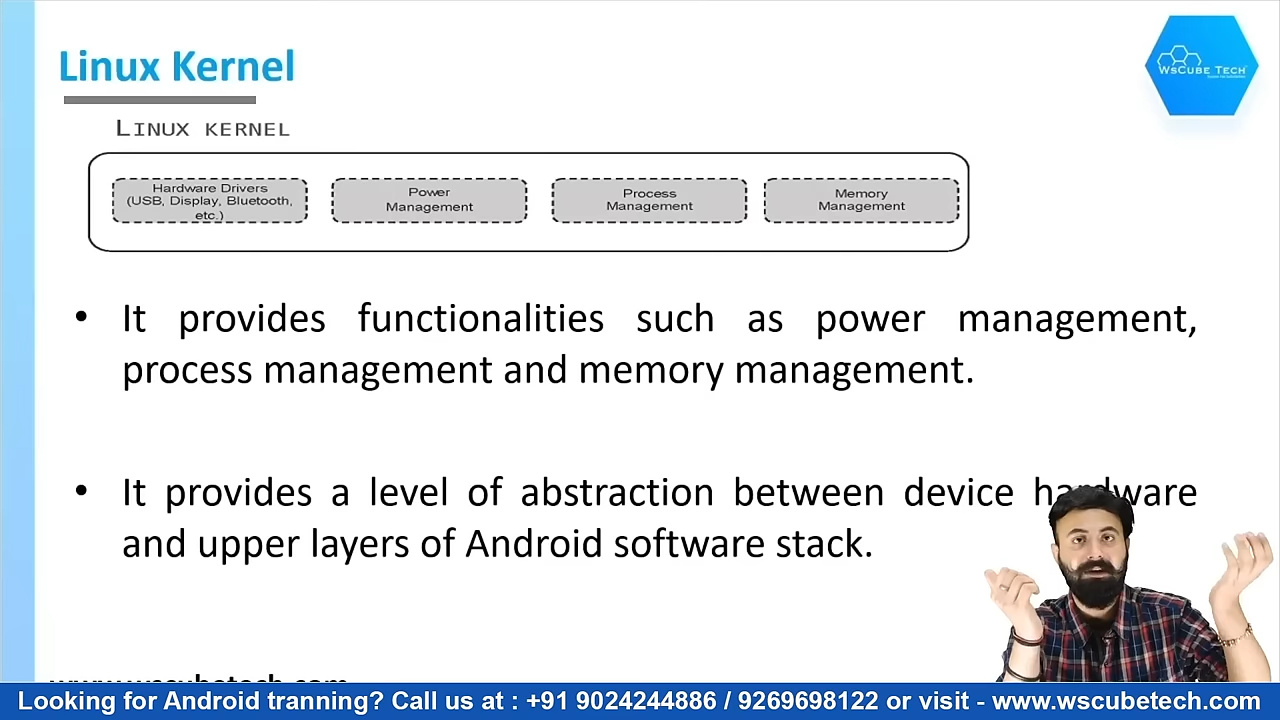 Linux Kernel
WsCube Tech
LINUX KERNEL
Hardware Drivers
(USB, Display, Bluetooth,
etc.)
Power
Management
Process
Management
Memory
Management
• It provides functionalities such as power management,
process management and memory management.
• It provides a level of abstraction between device hardware
and upper layers of Android software stack.
www.wscubetech.com
Looking for Android tranning? Call us at : +91 9024244886 / 9269698122 or visit - www.wscubetech.com